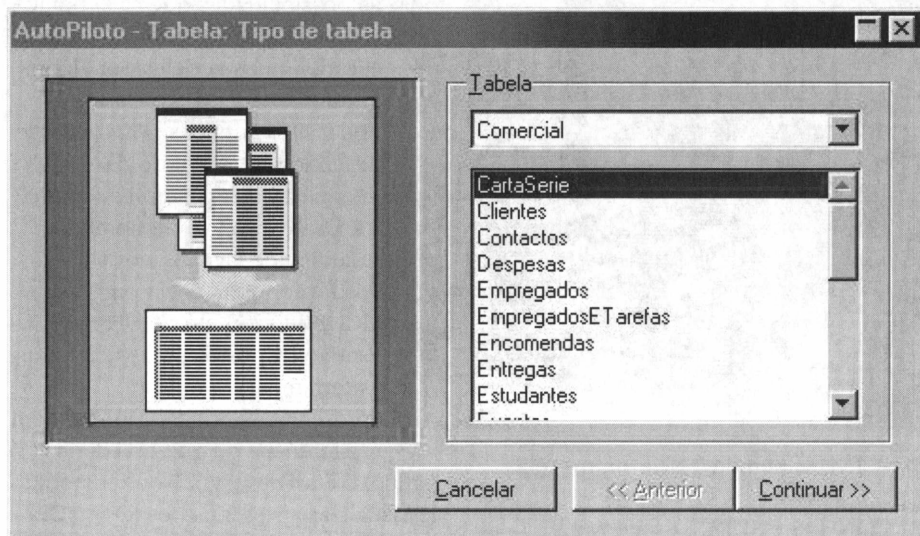 AutoPiloto - Tabela: Tipo de tabela
Tabela
Comercial
CartaSerie
Clientes
Contactos
Despesas
Empregados
EmpregadosETarefas
Encomendas
Entregas
Estudantes
Cancelar
<< Anterior
Continuar >>